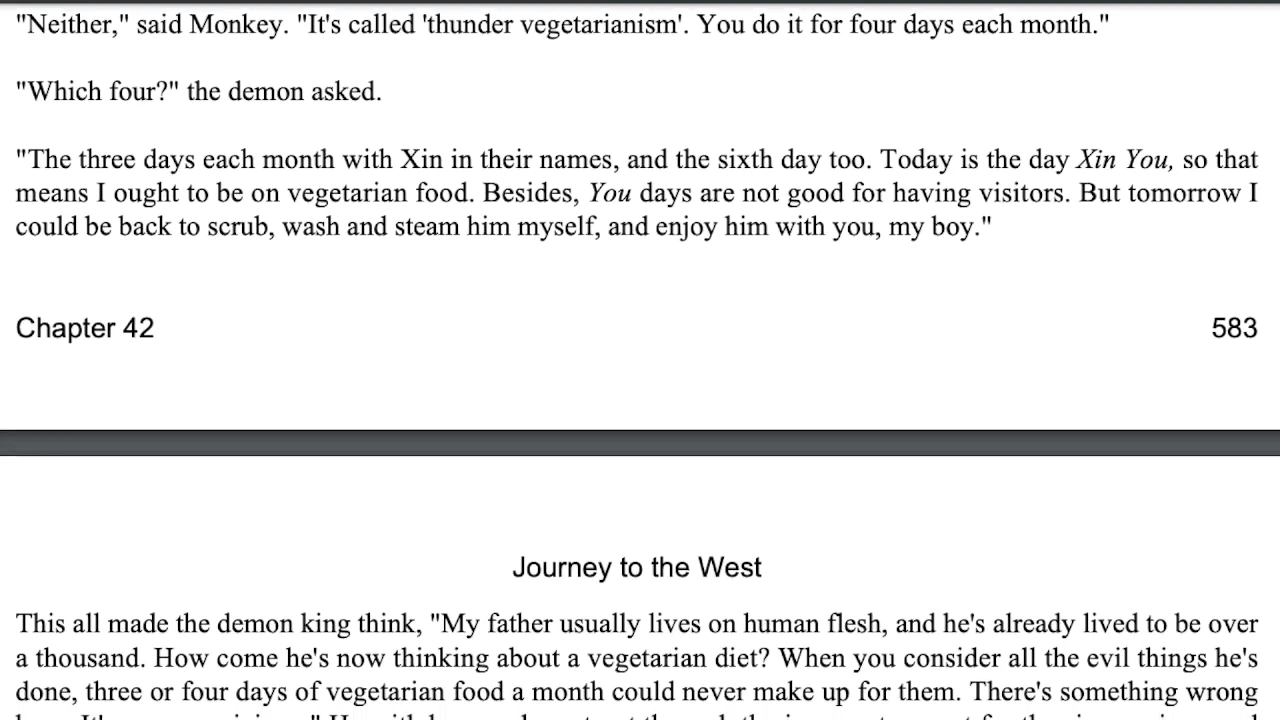 "Neither," said Monkey. "It's called 'thunder vegetarianism'. You do it for four days each month."
"Which four?" the demon asked.
"The three days each month with Xin in their names, and the sixth day too. Today is the day Xin You, so that
means I ought to be on vegetarian food. Besides, You days are not good for having visitors. But tomorrow I
could be back to scrub, wash and steam him myself, and enjoy him with you, my boy."
Chapter 42
583
Journey to the West
This all made the demon king think, "My father usually lives on human flesh, and he's already lived to be over
a thousand. How come he's now thinking about a vegetarian diet? When you consider all the evil things he's
done, three or four days of vegetarian food a month could never make up for them. There's something wrong